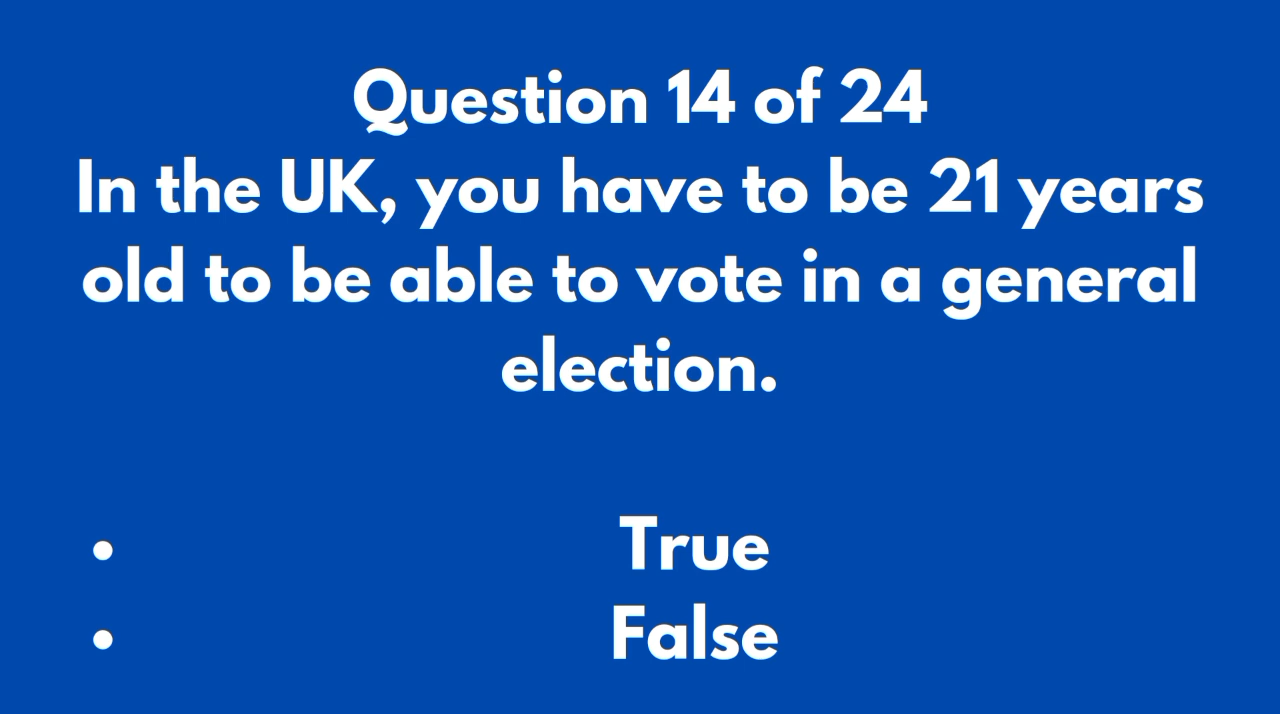 Question 14 of 24
In the UK, you have to be 21 years
old to be able to vote in a general
election.
• True
• False